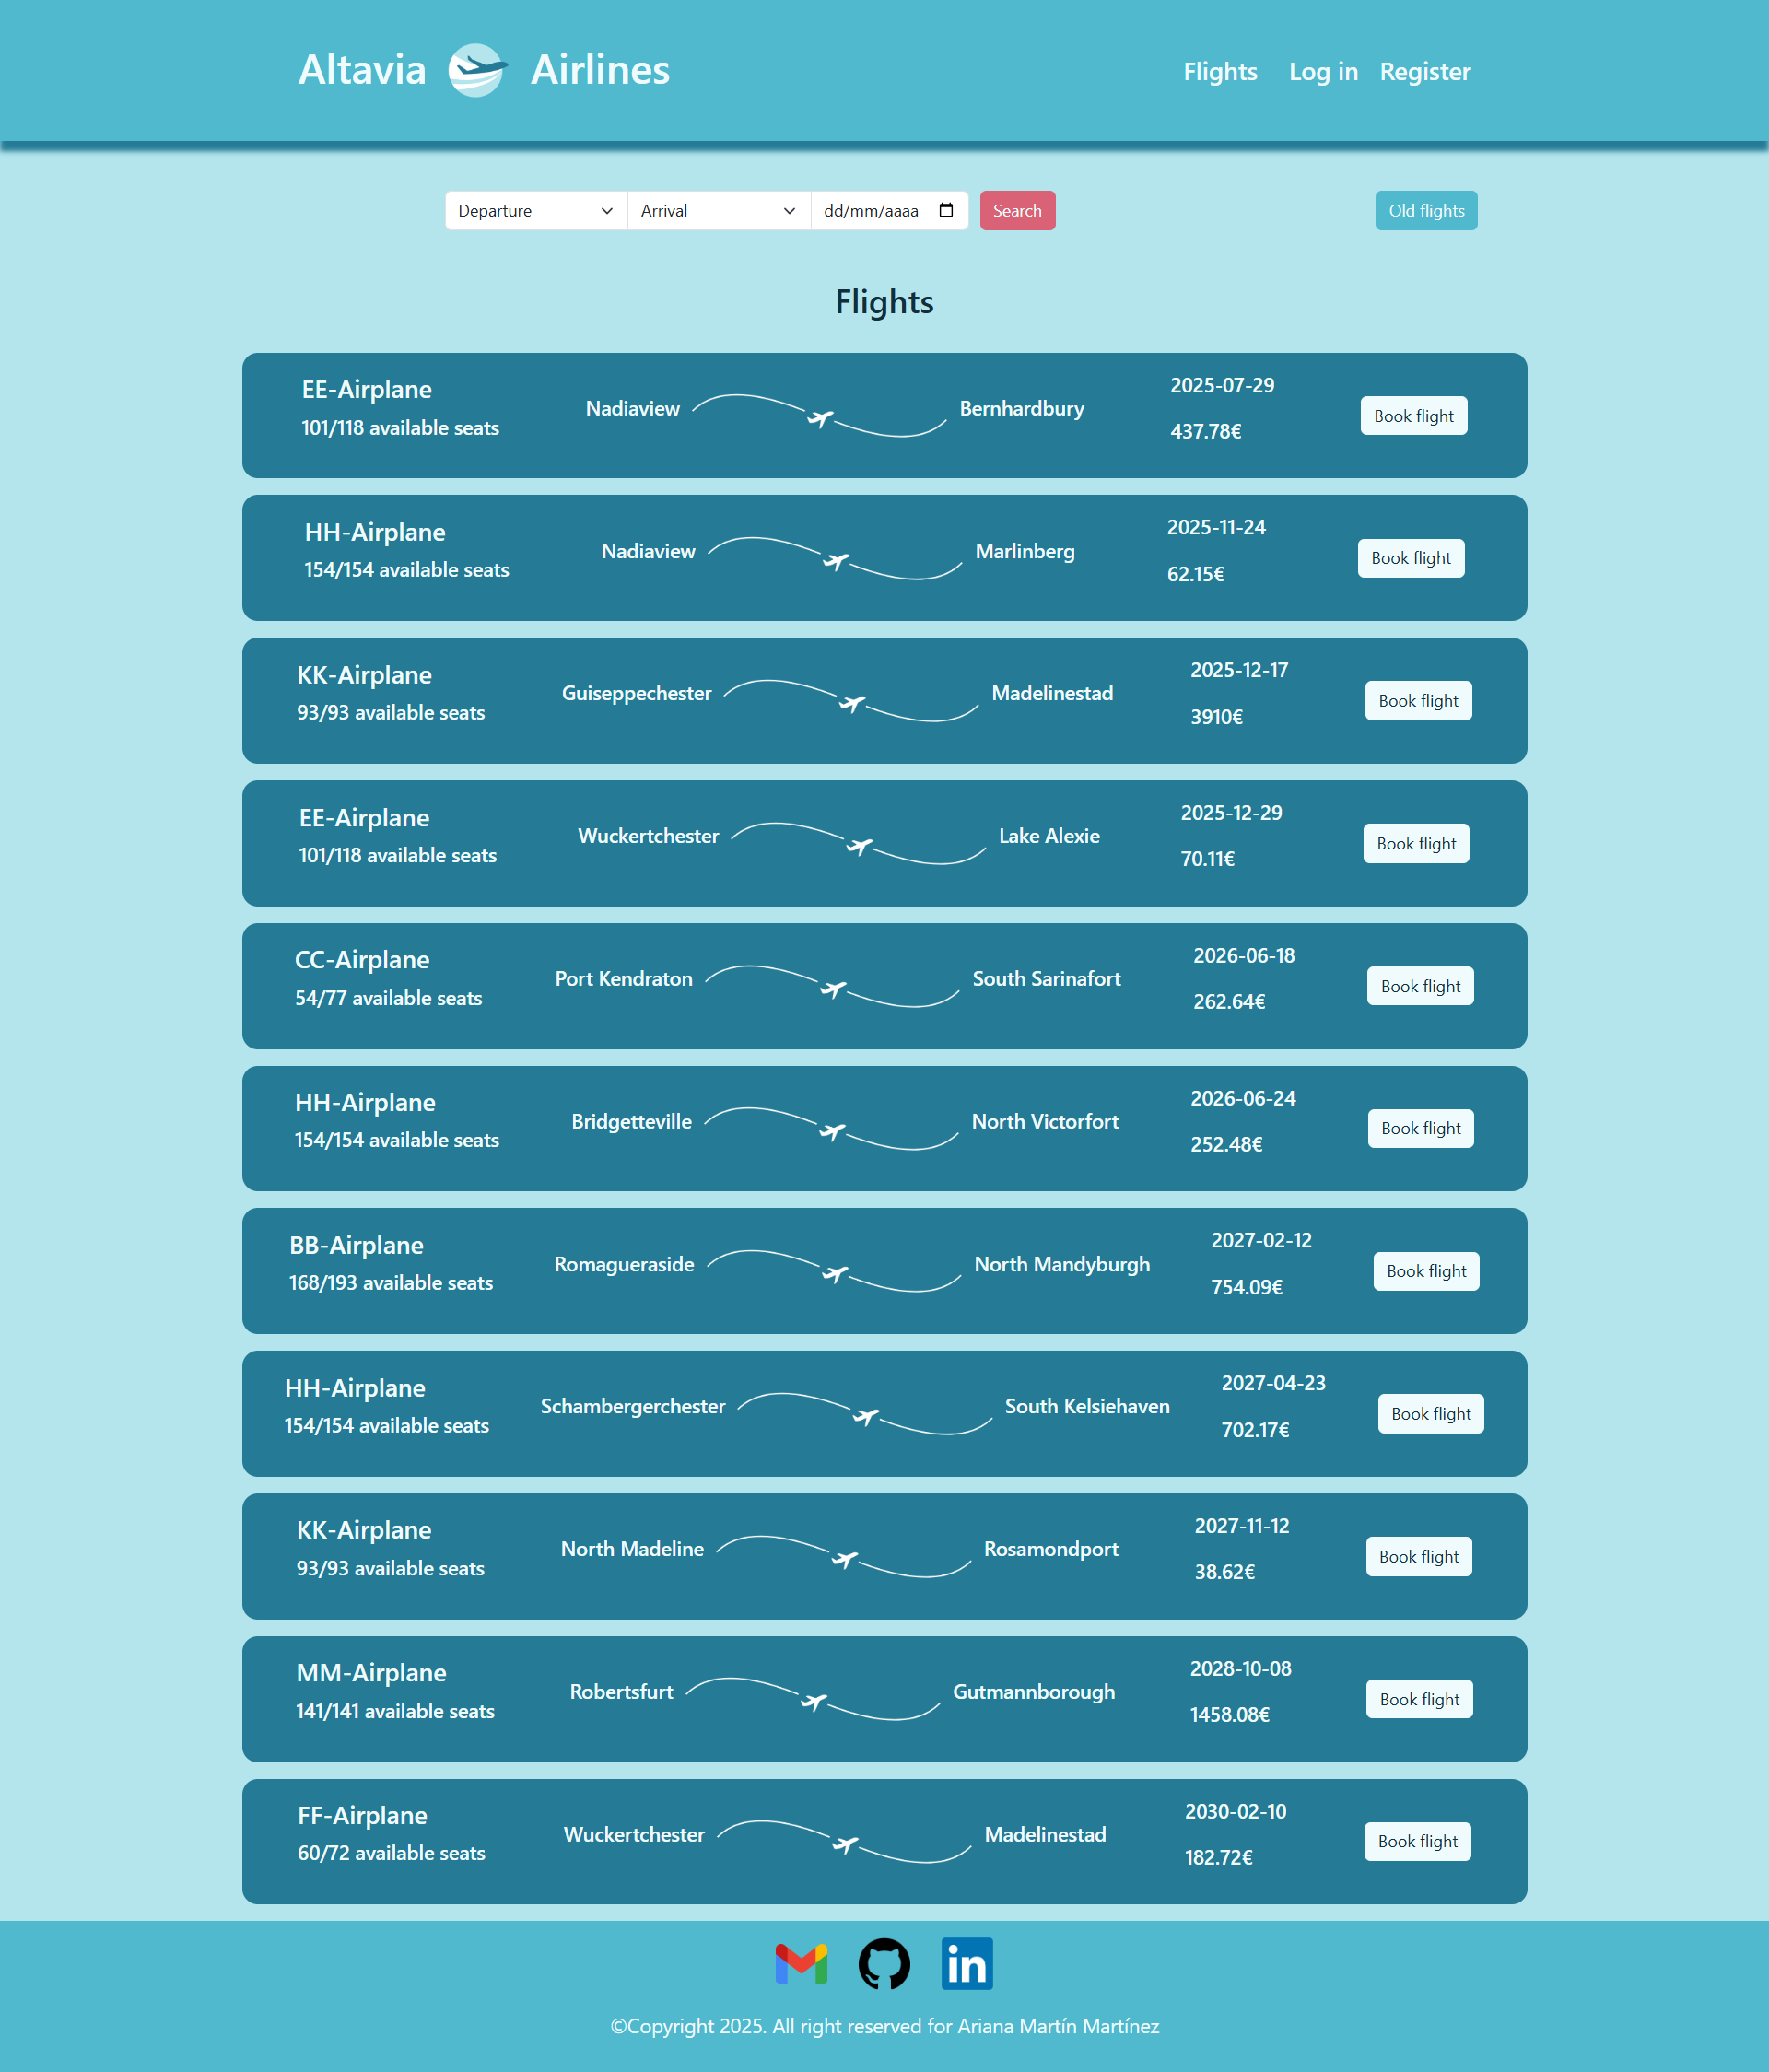 Altavia Airlines
Flights Log in Register
Departure Arrival dd/mm/aaaa Search Old flights
Flights
EE-Airplane
101/118 available seats
Nadiaview Bernhardbury
2025-07-29
437.78€
Book flight
HH-Airplane
154/154 available seats
Nadiaview Marlinberg
2025-11-24
62.15€
Book flight
KK-Airplane
93/93 available seats
Guiseppechester Madelinestad
2025-12-17
3910€
Book flight
EE-Airplane
101/118 available seats
Wuckertchester Lake Alexie
2025-12-29
70.11€
Book flight
CC-Airplane
54/77 available seats
Port Kendraton South Sarinafort
2026-06-18
262.64€
Book flight
HH-Airplane
154/154 available seats
Bridgetteville North Victorfort
2026-06-24
252.48€
Book flight
BB-Airplane
168/193 available seats
Romagueraside North Mandyburgh
2027-02-12
754.09€
Book flight
HH-Airplane
154/154 available seats
Schambergerchester South Kelsiehaven
2027-04-23
702.17€
Book flight
KK-Airplane
93/93 available seats
North Madeline Rosamondport
2027-11-12
38.62€
Book flight
MM-Airplane
141/141 available seats
Robertsfurt Gutmannborough
2028-10-08
1458.08€
Book flight
FF-Airplane
60/72 available seats
Wuckertchester Madelinestad
2030-02-10
182.72€
Book flight
in
©Copyright 2025. All right reserved for Ariana Martín Martínez